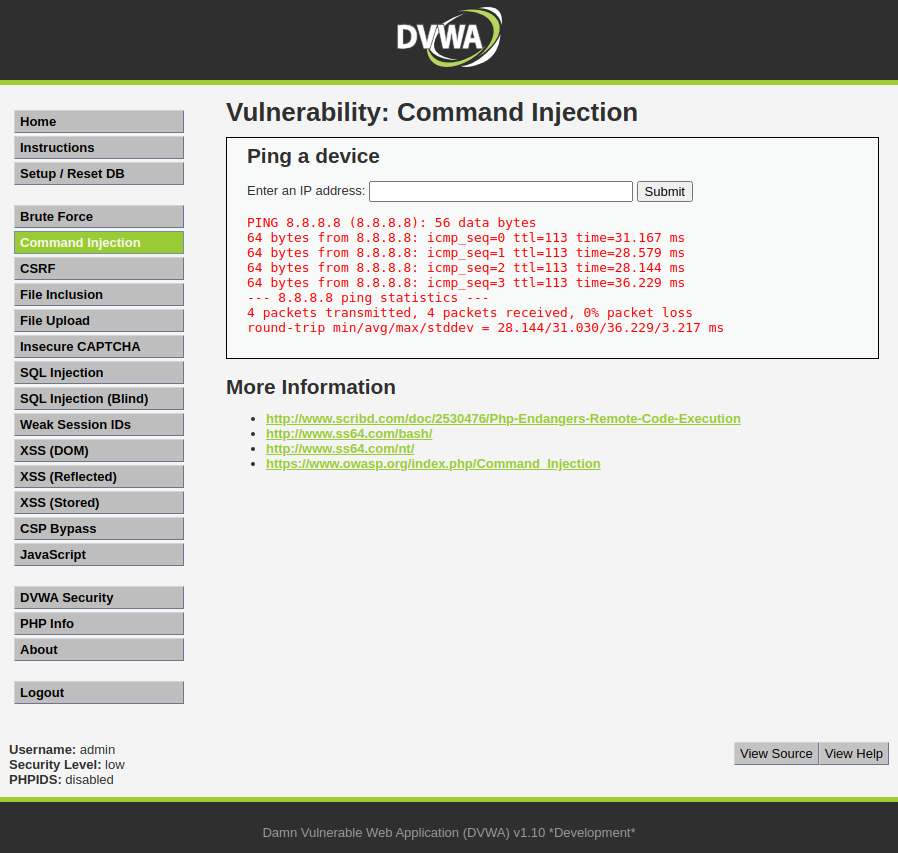 DVWA
Vulnerability: Command Injection
Home
Instructions
Setup / Reset DB
Brute Force
Command Injection
CSRF
File Inclusion
File Upload
Insecure CAPTCHA
SQL Injection
SQL Injection (Blind)
Weak Session IDs
XSS (DOM)
XSS (Reflected)
XSS (Stored)
CSP Bypass
JavaScript
DVWA Security
PHP Info
About
Logout
Ping a device
Enter an IP address: Submit
PING 8.8.8.8 (8.8.8.8): 56 data bytes
64 bytes from 8.8.8.8: icmp_seq=0 ttl=113 time=31.167 ms
64 bytes from 8.8.8.8: icmp_seq=1 ttl=113 time=28.579 ms
64 bytes from 8.8.8.8: icmp_seq=2 ttl=113 time=28.144 ms
64 bytes from 8.8.8.8: icmp_seq=3 ttl=113 time=36.229 ms
--- 8.8.8.8 ping statistics ---
4 packets transmitted, 4 packets received, 0% packet loss
round-trip min/avg/max/stddev = 28.144/31.030/36.229/3.217 ms
More Information
http://www.scribd.com/doc/2530476/Php-Endangers-Remote-Code-Execution
http://www.ss64.com/bash/
http://www.ss64.com/nt/
https://www.owasp.org/index.php/Command_Injection
Username: admin
Security Level: low
PHPIDS: disabled
View Source View Help
Damn Vulnerable Web Application (DVWA) v1.10 *Development*